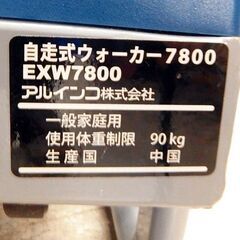 自走式ウォーカー7800
EXW7800
アルインコ株式会社
一般家庭用
使用体重制限 90kg
生産国 中国